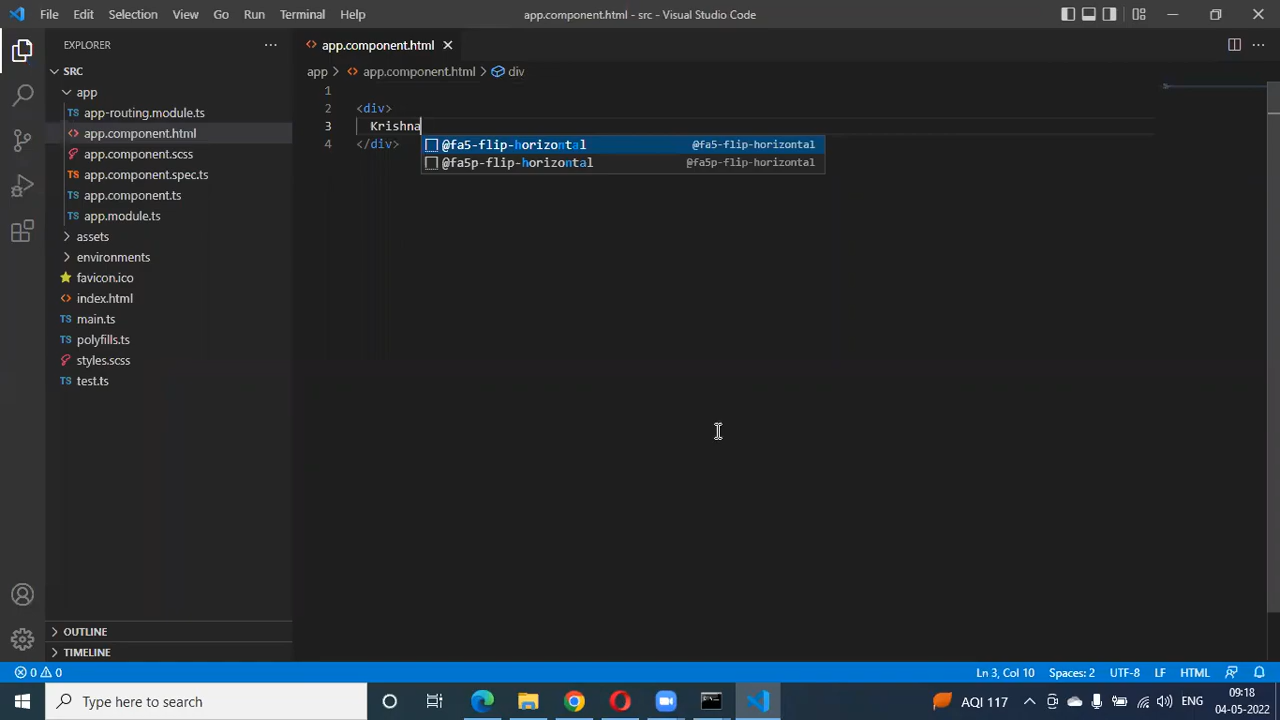 File Edit Selection View Go Run Terminal Help app.component.html - src - Visual Studio Code
EXPLORER
app.component.html
SRC
app > app.component.html > div
app
app-routing.module.ts
app.component.html
app.component.scss
app.component.spec.ts
app.component.ts
app.module.ts
assets
environments
favicon.ico
index.html
main.ts
polyfills.ts
styles.scss
test.ts
OUTLINE
TIMELINE
1
2 <div>
3 Krishna
4 </div>
@fa5-flip-horizontal @fa5-flip-horizontal
@fa5p-flip-horizontal @fa5p-flip-horizontal
0 0 Ln 3, Col 10 Spaces: 2 UTF-8 LF HTML
Type here to search AQI 117 ENG
09:18
04-05-2022